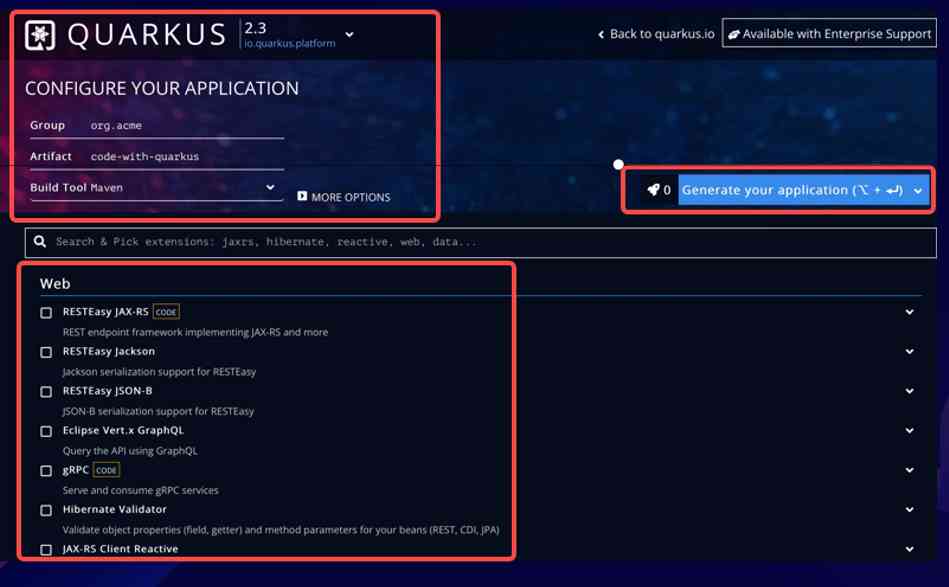 QUARKUS 2.3
io.quarkus.platform
Back to quarkus.io
Available with Enterprise Support
CONFIGURE YOUR APPLICATION
Group org.acme
Artifact code-with-quarkus
Build Tool Maven
MORE OPTIONS
0 Generate your application (⌥ + ↵)
Search & Pick extensions: jaxrs, hibernate, reactive, web, data...
Web
RESTEasy JAX-RS CODE
REST endpoint framework implementing JAX-RS and more
RESTEasy Jackson
Jackson serialization support for RESTEasy
RESTEasy JSON-B
JSON-B serialization support for RESTEasy
Eclipse Vert.x GraphQL
Query the API using GraphQL
gRPC CODE
Serve and consume gRPC services
Hibernate Validator
Validate object properties (field, getter) and method parameters for your beans (REST, CDI, JPA)
JAX-RS Client Reactive